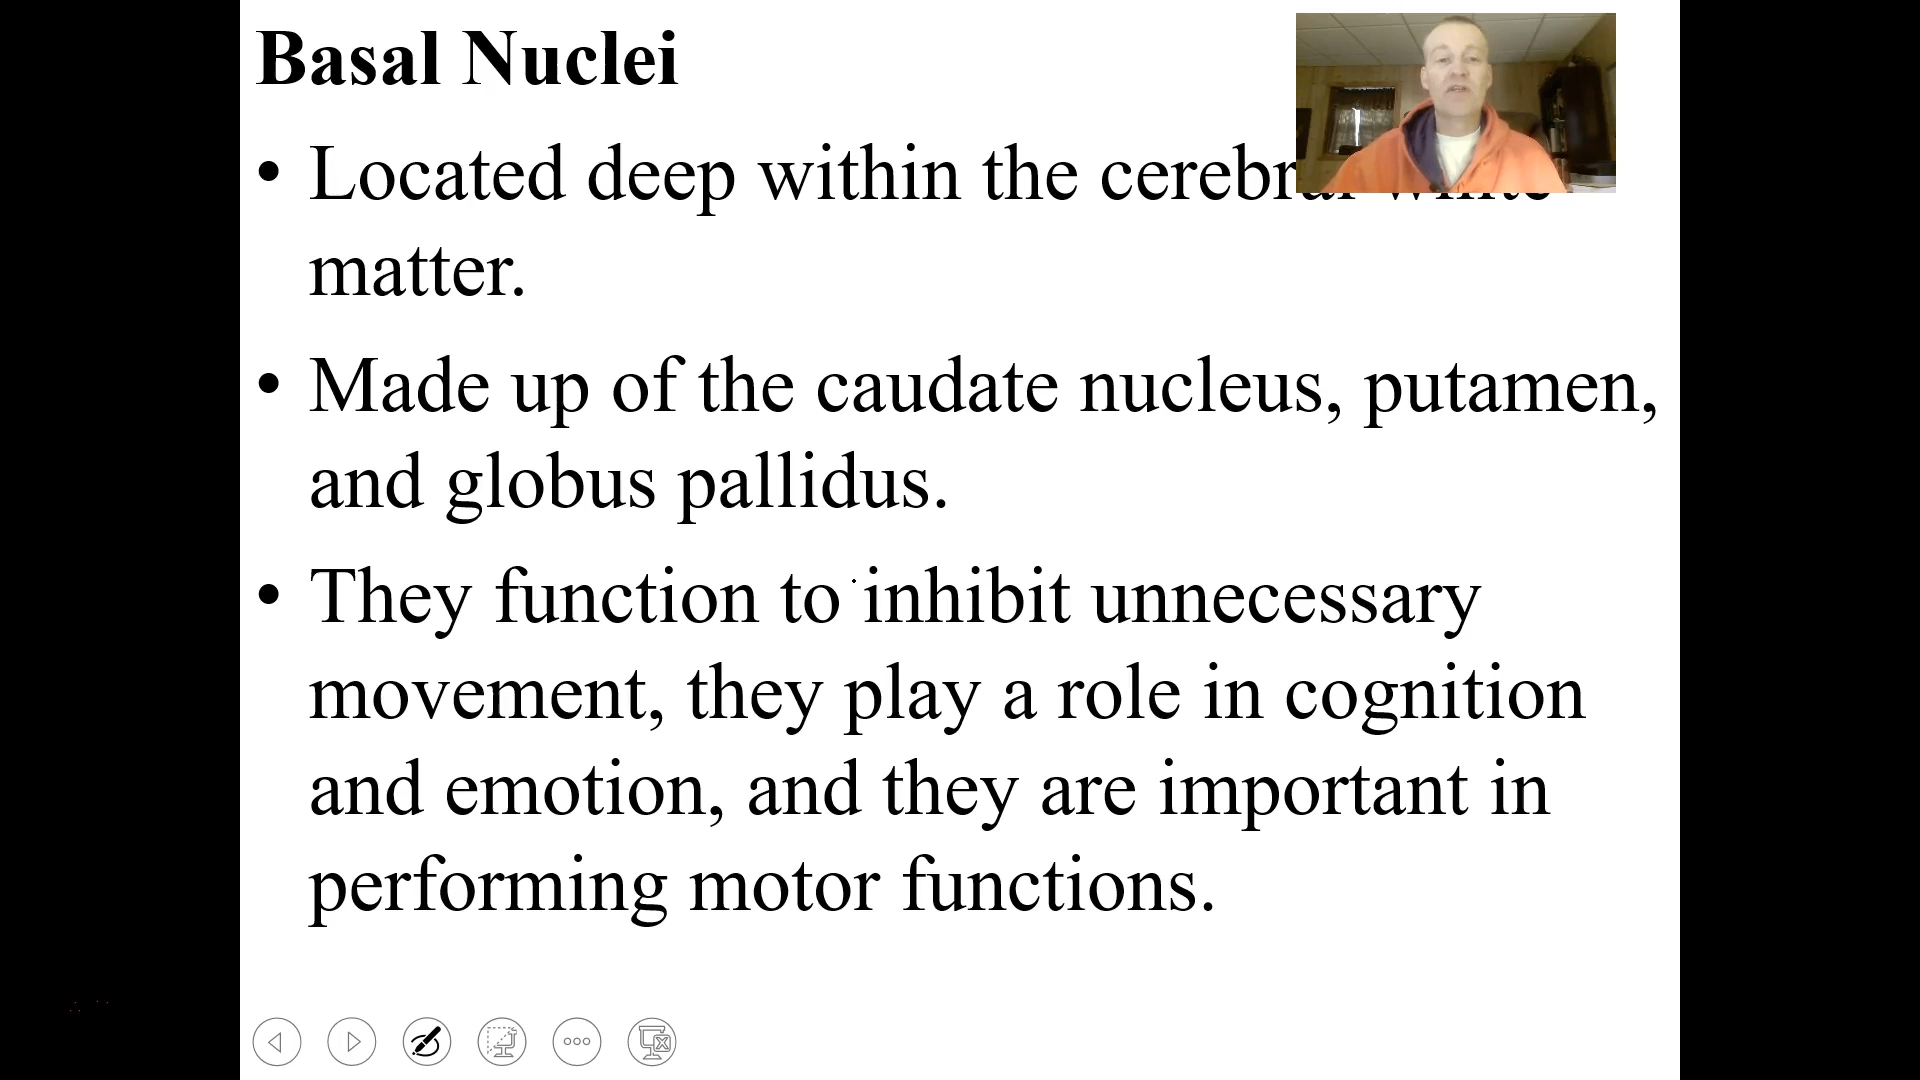 Basal Nuclei
• Located deep within the cerebral white
matter.
• Made up of the caudate nucleus, putamen,
and globus pallidus.
• They function to inhibit unnecessary
movement, they play a role in cognition
and emotion, and they are important in
performing motor functions.